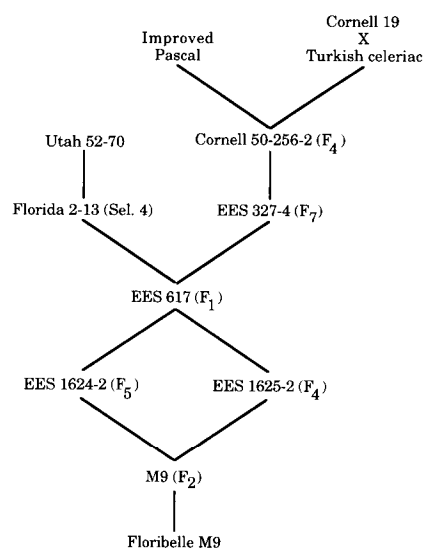 Cornell 19
Improved X
Pascal Turkish celeriac
Utah 52-70 Cornell 50-256-2 (F4)
Florida 2-13 (Sel. 4) EES 327-4 (F7)
EES 617 (F1)
EES 1624-2 (F5) EES 1625-2 (F4)
M9 (F2)
Floribelle M9